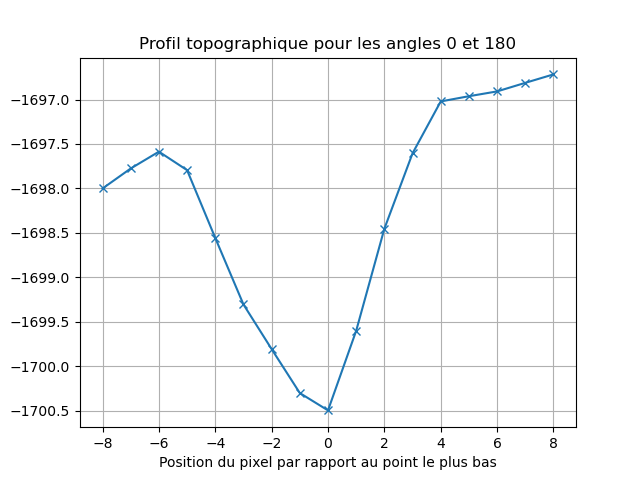 Profil topographique pour les angles 0 et 180
−1697.0
−1697.5
−1698.0
−1698.5
−1699.0
−1699.5
−1700.0
−1700.5
−8 −6 −4 −2 0 2 4 6 8
Position du pixel par rapport au point le plus bas